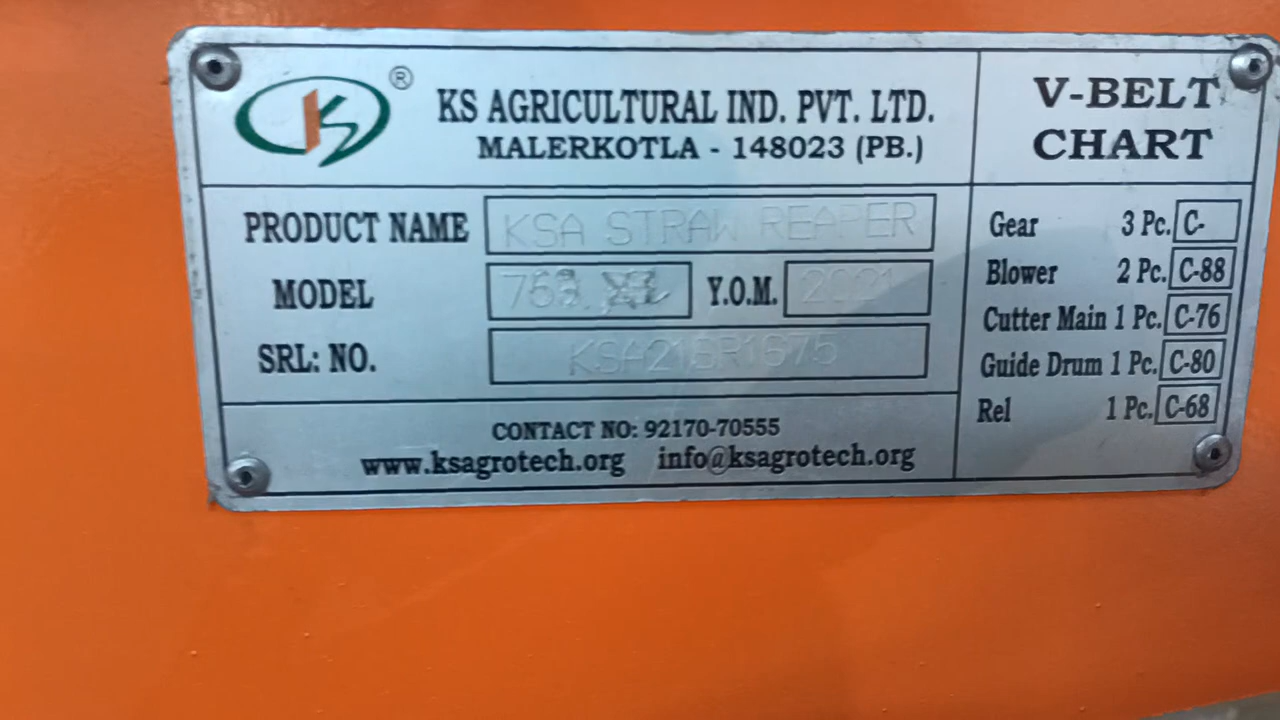 ®
KS AGRICULTURAL IND. PVT. LTD.
MALERKOTLA - 148023 (PB.)
PRODUCT NAME KSA STRAW REAPER
MODEL Y.O.M. 2021
SRL: NO.
CONTACT NO: 92170-70555
www.ksagrotech.org info@ksagrotech.org
V-BELT
CHART
Gear 3 Pc. C-
Blower 2 Pc. C-88
Cutter Main 1 Pc. C-76
Guide Drum 1 Pc. C-80
Rel 1 Pc. C-68